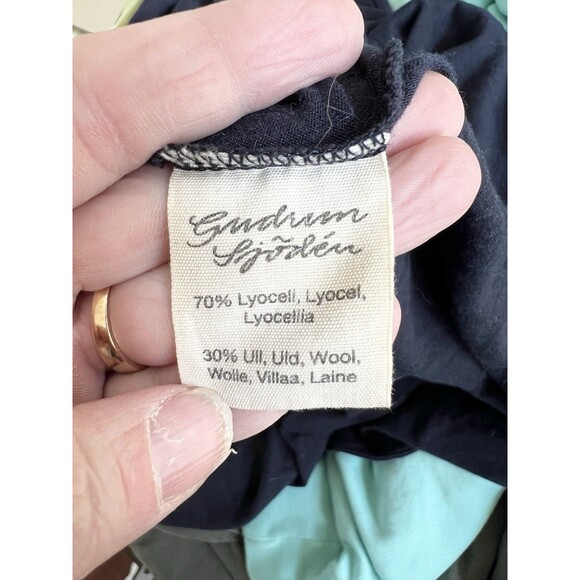 Gudrun
Sjödén
70% Lyocell, Lyocel,
Lyocellia
30% Ull, Uld, Wool,
Wolle, Villaa, Laine